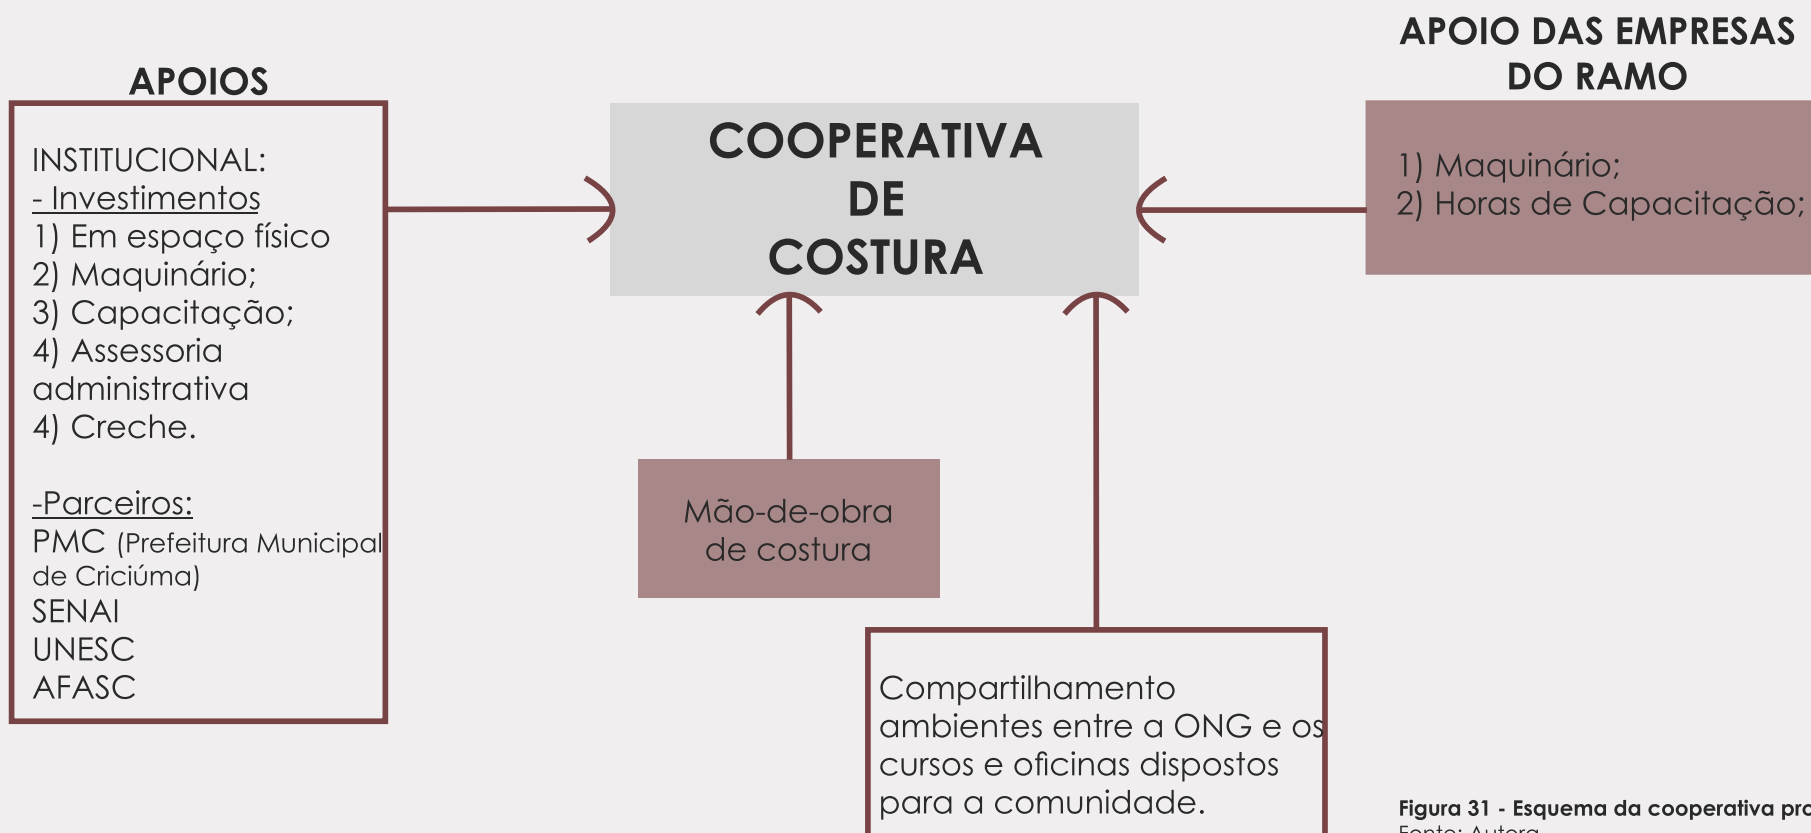 APOIOS
INSTITUCIONAL:
- Investimentos
1) Em espaço físico
2) Maquinário;
3) Capacitação;
4) Assessoria
administrativa
4) Creche.
-Parceiros:
PMC (Prefeitura Municipal
de Criciúma)
SENAI
UNESC
AFASC
COOPERATIVA
DE
COSTURA
APOIO DAS EMPRESAS
DO RAMO
1) Maquinário;
2) Horas de Capacitação;
Mão-de-obra
de costura
Compartilhamento
ambientes entre a ONG e os
cursos e oficinas dispostos
para a comunidade.
Figura 31 - Esquema da cooperativa
Fonte: Autora